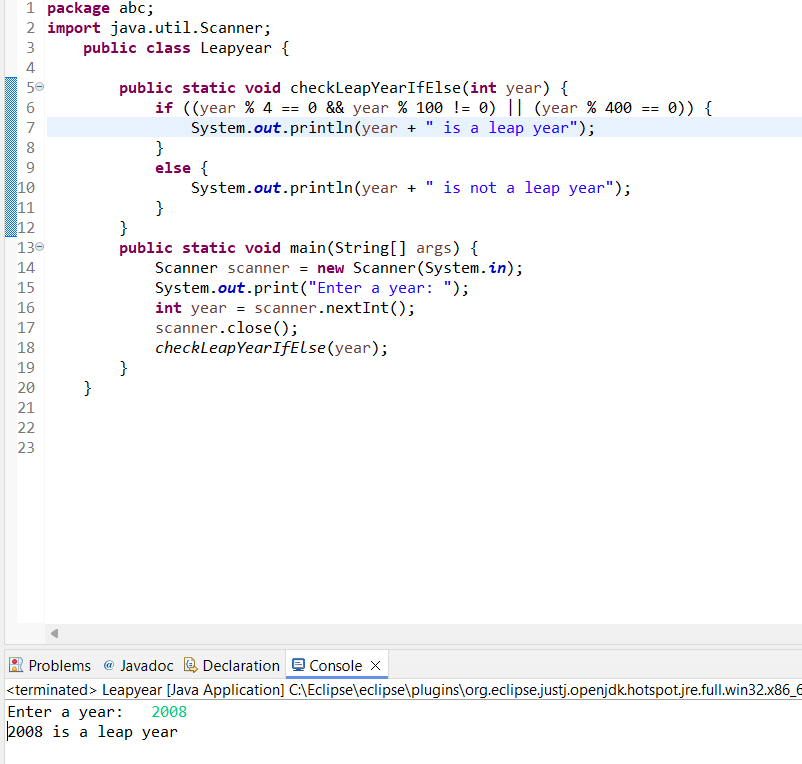 1 package abc;
2 import java.util.Scanner;
3     public class Leapyear {
4
5         public static void checkLeapYearIfElse(int year) {
6             if ((year % 4 == 0 && year % 100 != 0) || (year % 400 == 0)) {
7                 System.out.println(year + " is a leap year");
8             }
9             else {
10                 System.out.println(year + " is not a leap year");
11             }
12         }
13         public static void main(String[] args) {
14             Scanner scanner = new Scanner(System.in);
15             System.out.print("Enter a year: ");
16             int year = scanner.nextInt();
17             scanner.close();
18             checkLeapYearIfElse(year);
19         }
20     }
21
22
23
Problems @ Javadoc Declaration Console
<terminated> Leapyear [Java Application] C:\Eclipse\eclipse\plugins\org.eclipse.justj.openjdk.hotspot.jre.full.win32.x86_6
Enter a year:   2008
2008 is a leap year